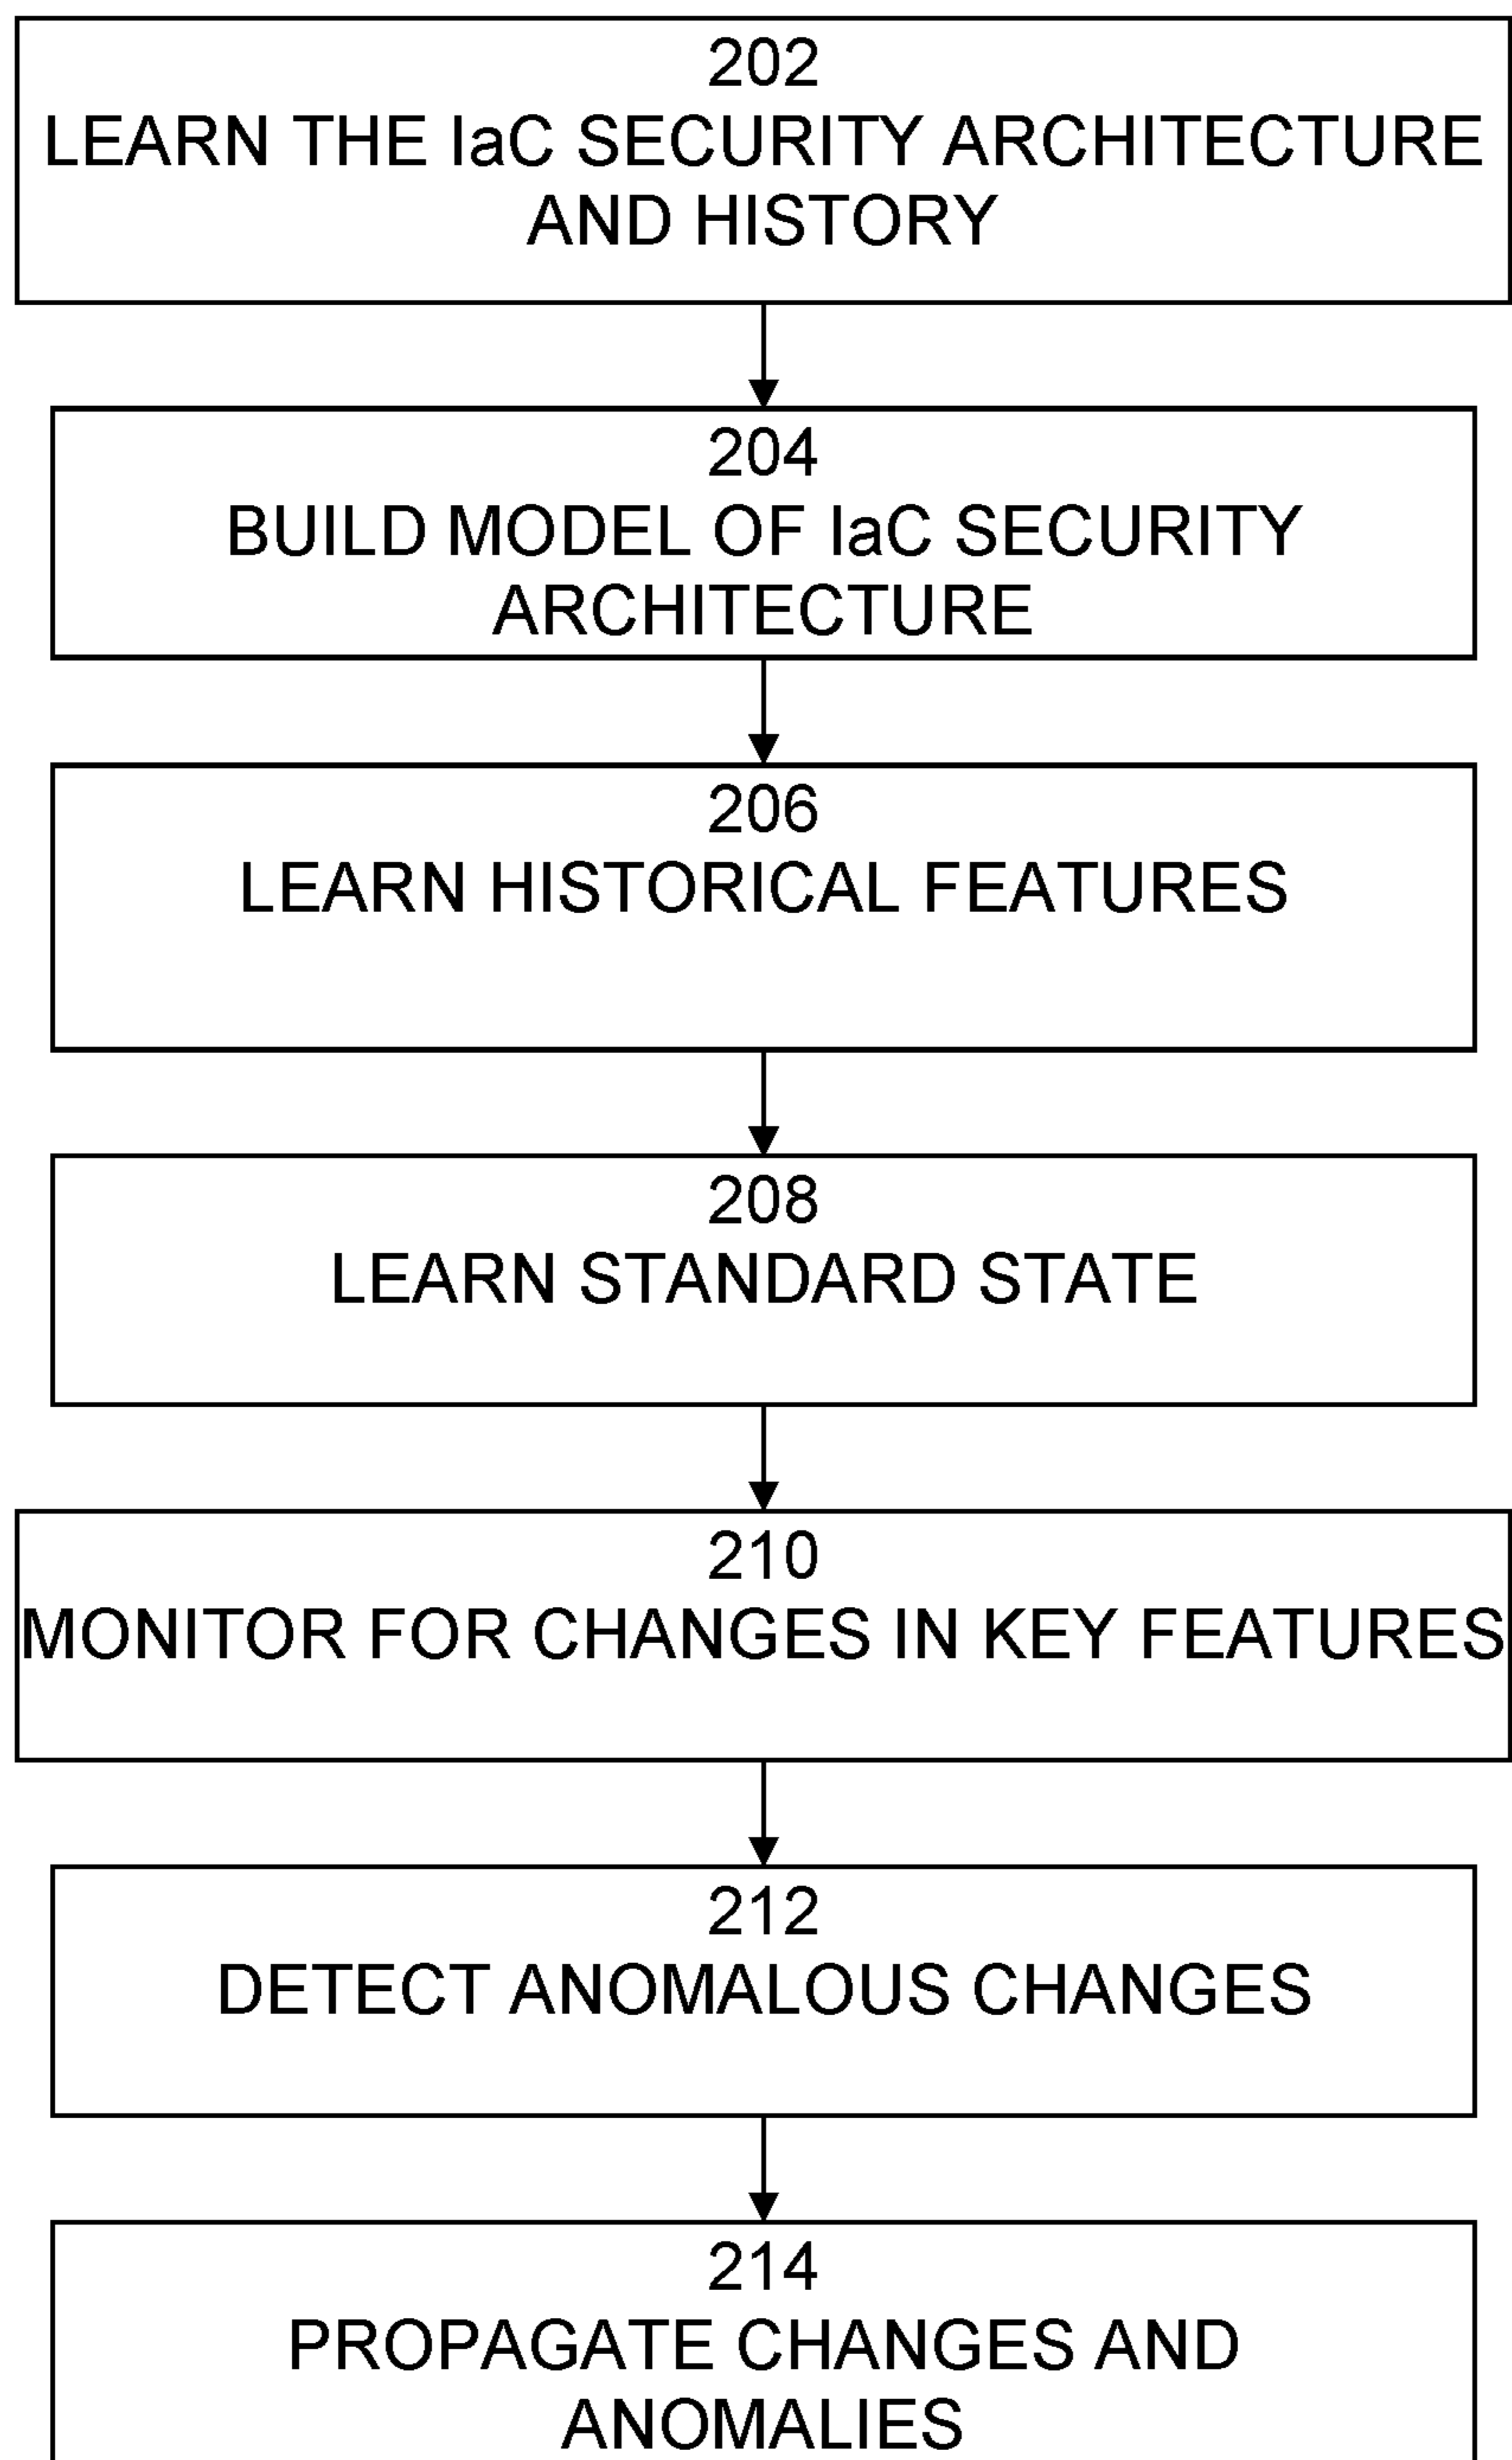 202
LEARN THE IaC SECURITY ARCHITECTURE
AND HISTORY
204
BUILD MODEL OF IaC SECURITY
ARCHITECTURE
206
LEARN HISTORICAL FEATURES
208
LEARN STANDARD STATE
210
MONITOR FOR CHANGES IN KEY FEATURES
212
DETECT ANOMALOUS CHANGES
214
PROPAGATE CHANGES AND
ANOMALIES